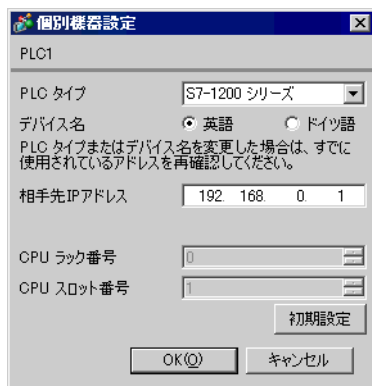 個別機器設定
PLC1
PLC タイプ S7-1200 シリーズ
デバイス名 英語 ドイツ語
PLC タイプまたはデバイス名を変更した場合は、すでに
使用されているアドレスを再確認してください。
相手先IPアドレス 192. 168. 0. 1
CPU ラック番号 0
CPU スロット番号 1
初期設定
OK(O) キャンセル